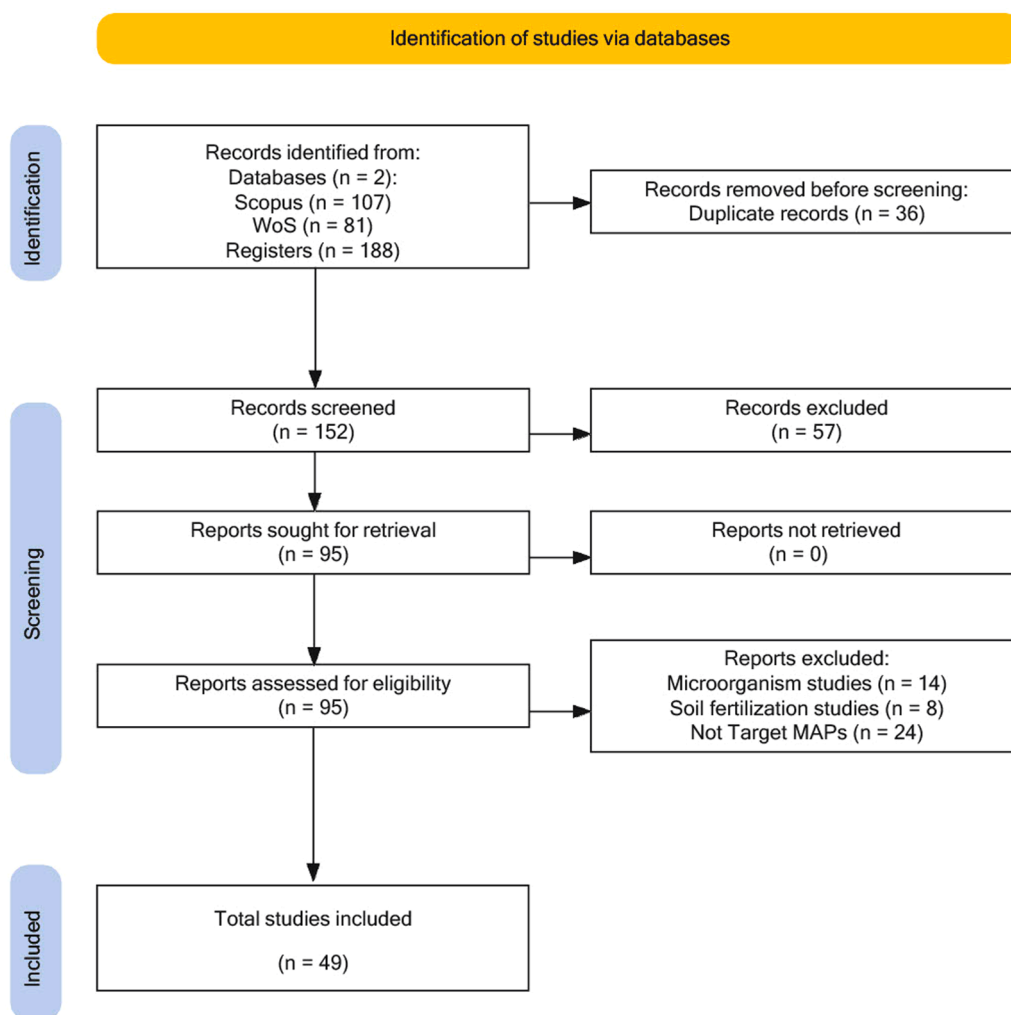 Identification of studies via databases
Identification
Records identified from:
Databases (n = 2):
Scopus (n = 107)
WoS (n = 81)
Registers (n = 188)
Records removed before screening:
Duplicate records (n = 36)
Screening
Records screened
(n = 152)
Records excluded
(n = 57)
Reports sought for retrieval
(n = 95)
Reports not retrieved
(n = 0)
Reports assessed for eligibility
(n = 95)
Reports excluded:
Microorganism studies (n = 14)
Soil fertilization studies (n = 8)
Not Target MAPs (n = 24)
Included
Total studies included
(n = 49)